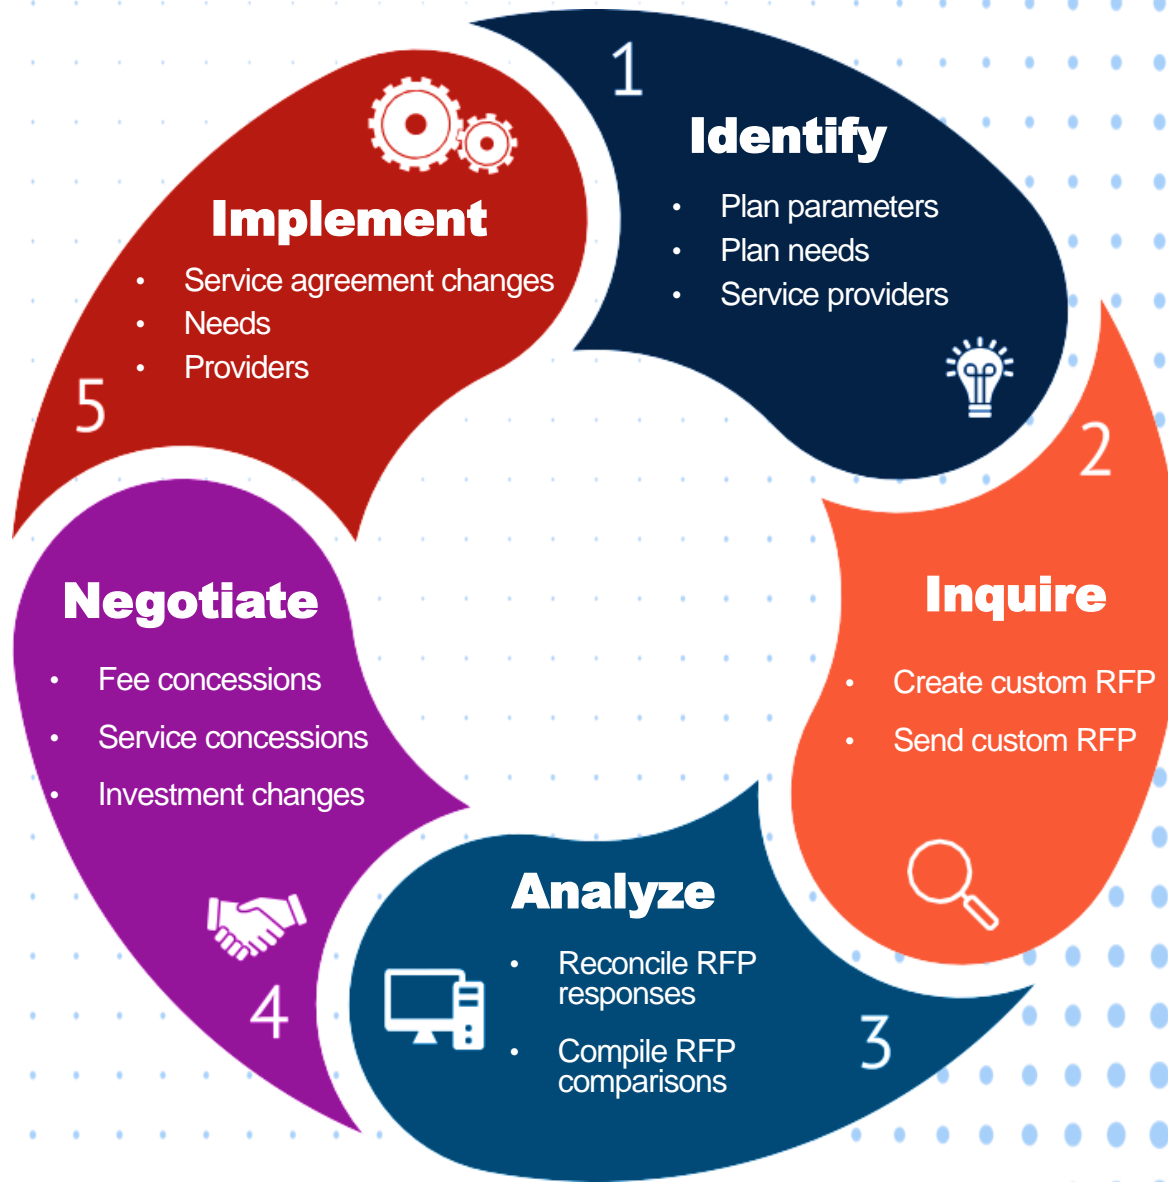 1
Identify
• Plan parameters
• Plan needs
• Service providers
2
Inquire
• Create custom RFP
• Send custom RFP
3
Analyze
• Reconcile RFP
responses
• Compile RFP
comparisons
4
Negotiate
• Fee concessions
• Service concessions
• Investment changes
5
Implement
• Service agreement changes
• Needs
• Providers